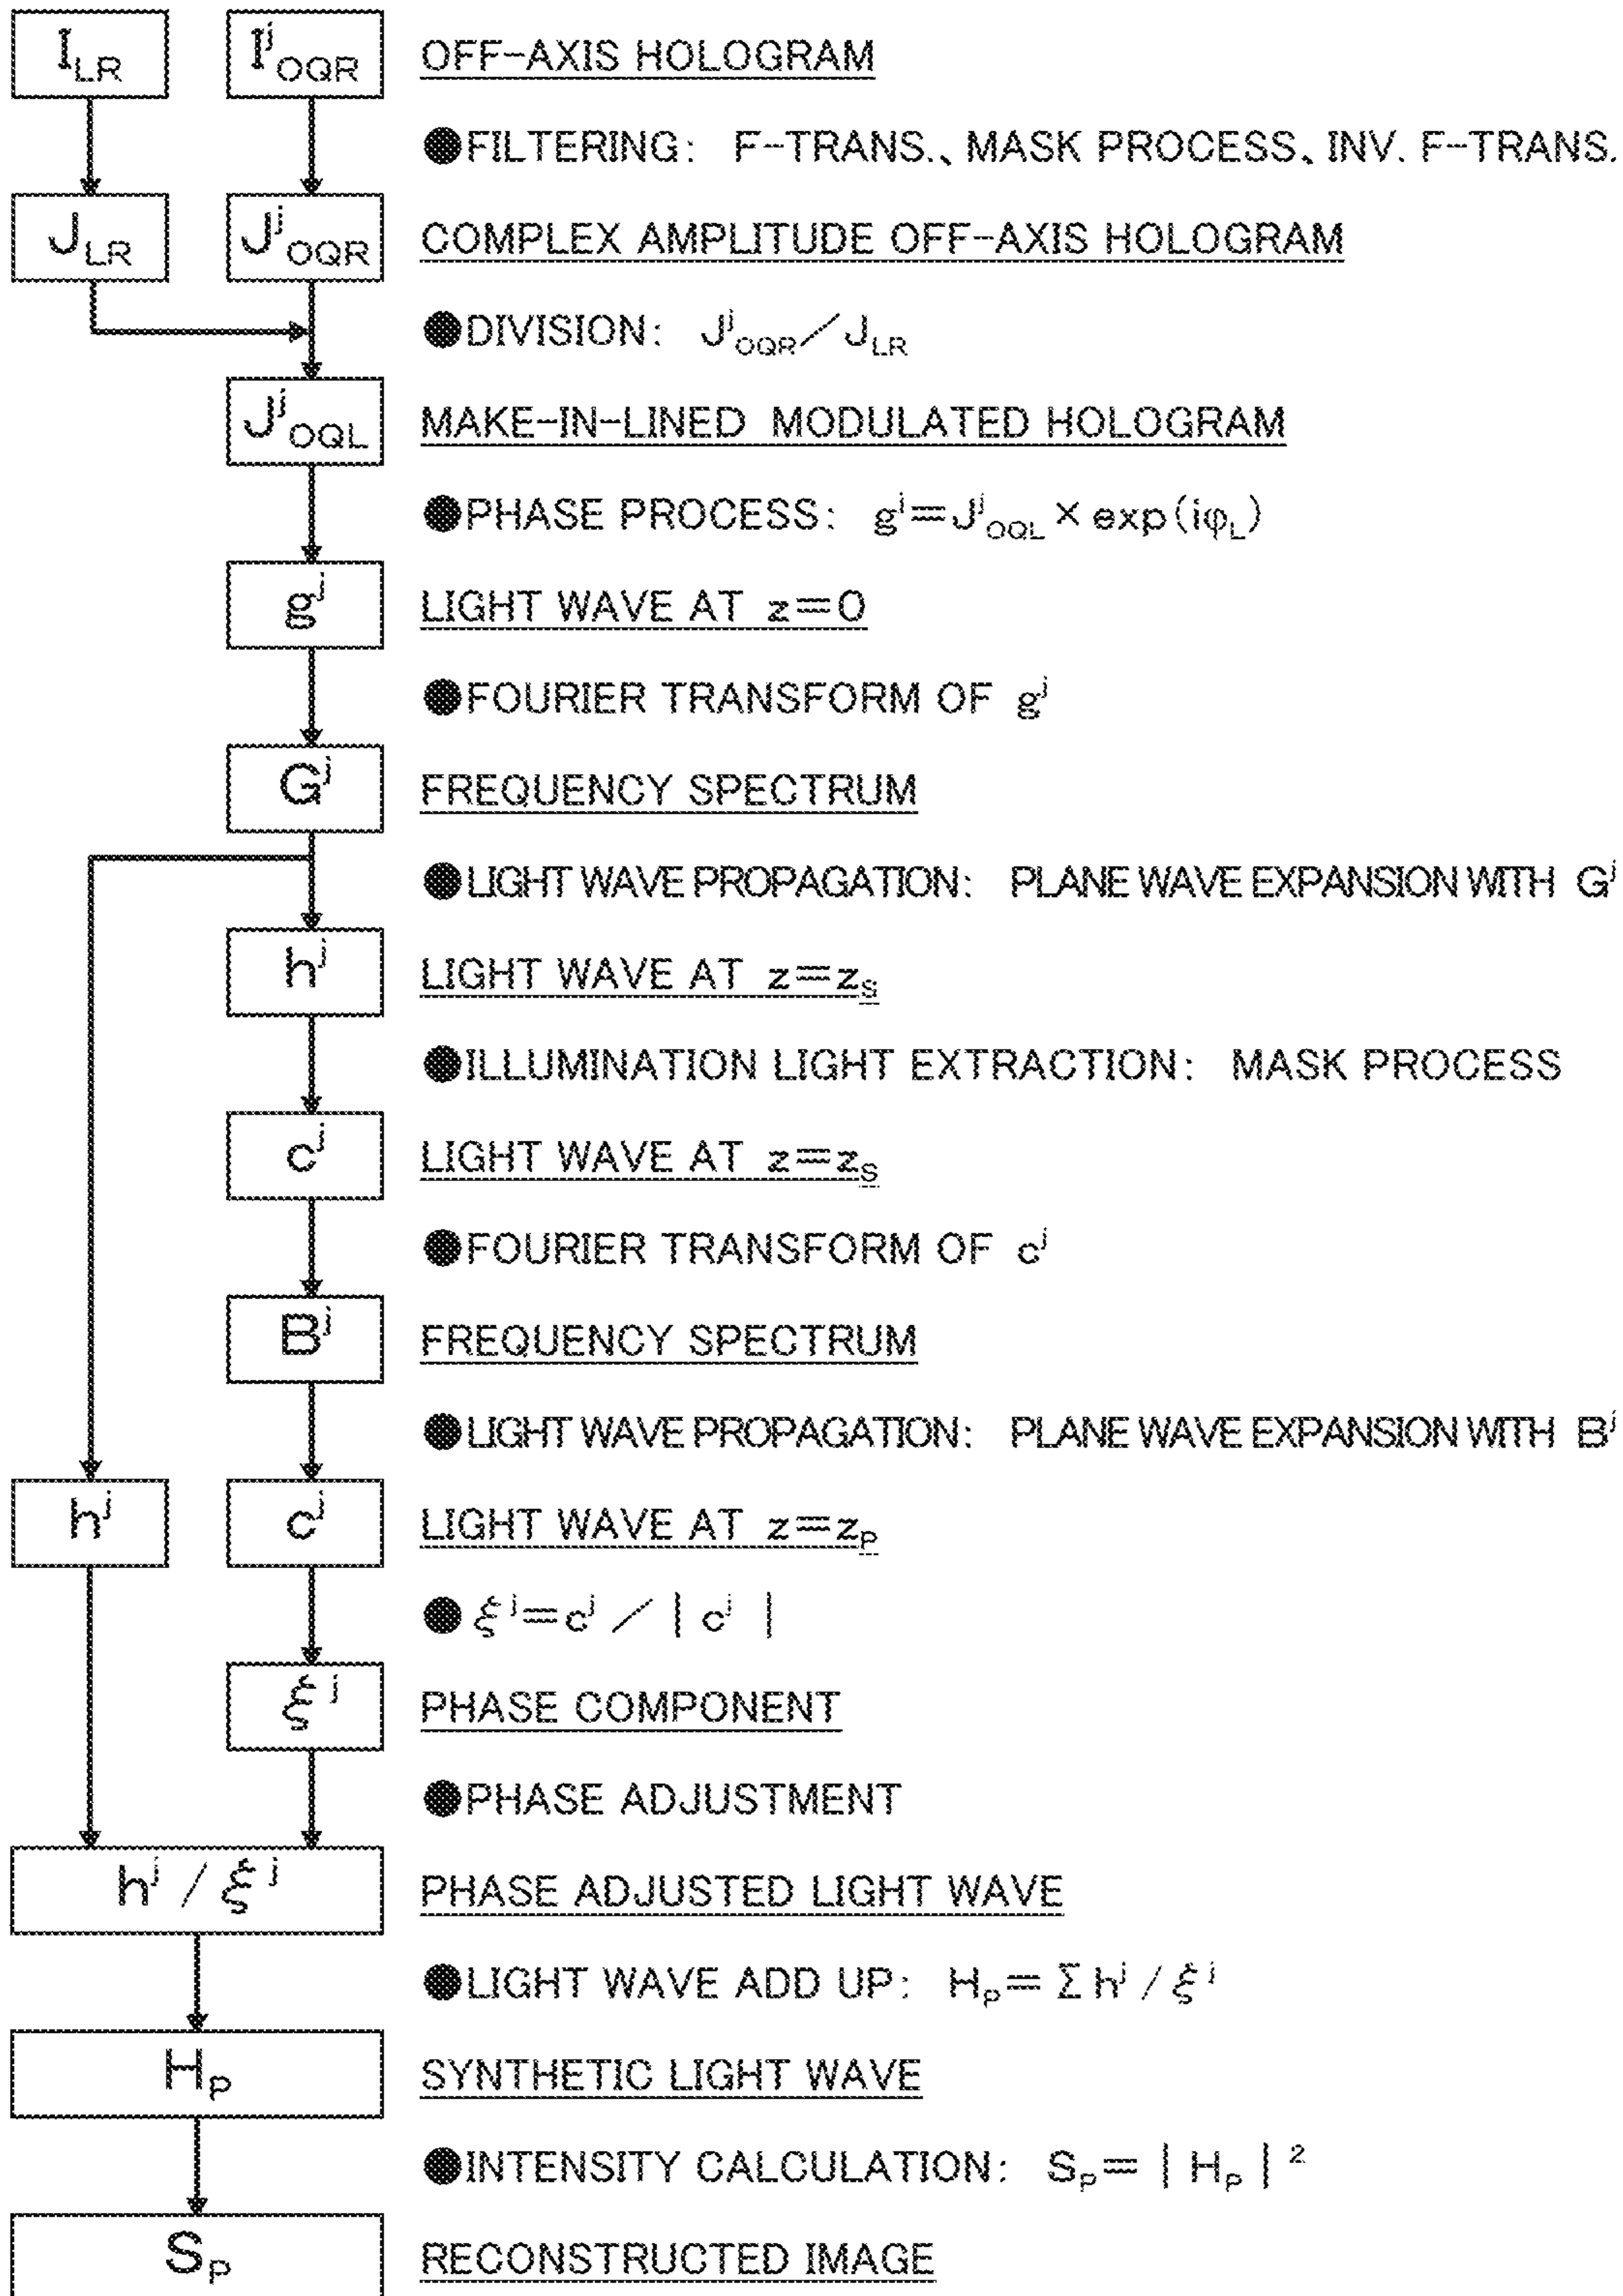 I_LR I^j_OQR OFF-AXIS HOLOGRAM
●FILTERING: F-TRANS.、MASK PROCESS、INV. F-TRANS.
J_LR J^j_OQR COMPLEX AMPLITUDE OFF-AXIS HOLOGRAM
●DIVISION: J^j_OQR／J_LR
J^j_OQL MAKE-IN-LINED MODULATED HOLOGRAM
●PHASE PROCESS: g^j=J^j_OQL×exp(iφ_L)
g^j LIGHT WAVE AT z=0
●FOURIER TRANSFORM OF g^j
G^j FREQUENCY SPECTRUM
●LIGHT WAVE PROPAGATION: PLANE WAVE EXPANSION WITH G^j
h^j LIGHT WAVE AT z=z_S
●ILLUMINATION LIGHT EXTRACTION: MASK PROCESS
c^j LIGHT WAVE AT z=z_S
●FOURIER TRANSFORM OF c^j
B^j FREQUENCY SPECTRUM
●LIGHT WAVE PROPAGATION: PLANE WAVE EXPANSION WITH B^j
h^j c^j LIGHT WAVE AT z=z_P
●ξ^j=c^j／| c^j |
ξ^j PHASE COMPONENT
●PHASE ADJUSTMENT
h^j / ξ^j PHASE ADJUSTED LIGHT WAVE
●LIGHT WAVE ADD UP: H_P=Σh^j / ξ^j
H_P SYNTHETIC LIGHT WAVE
●INTENSITY CALCULATION: S_P=| H_P |^2
S_P RECONSTRUCTED IMAGE